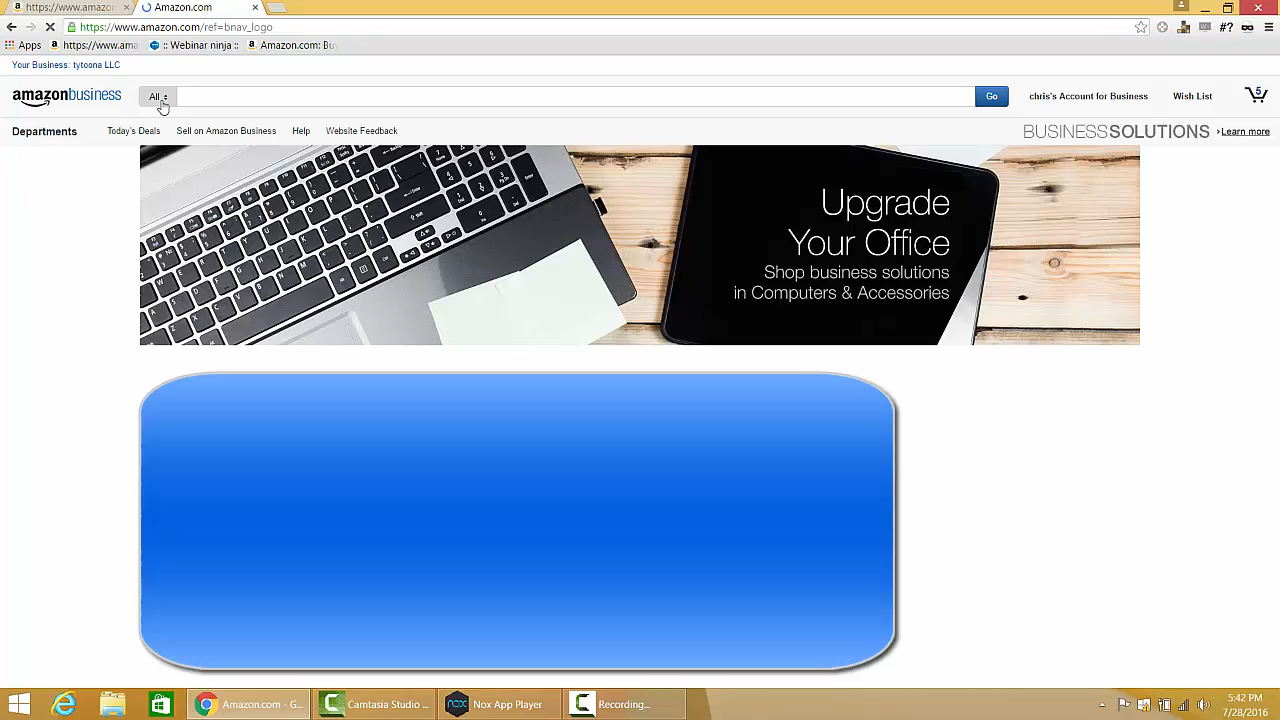 https://www.amazon
Amazon.com
https://www.amazon.com/ref=bnav_logo
#?
Apps
https://www.ama
:: Webinar ninja ::
Amazon.com: Bu
Your Business: tytoona LLC
amazonbusiness
All
Go
chris's Account for Business
Wish List
5
Departments
Today's Deals
Sell on Amazon Business
Help
Website Feedback
BUSINESSSOLUTIONS
›Learn more
Upgrade
Your Office
Shop business solutions
in Computers & Accessories
Amazon.com - G...
Camtasia Studio ...
Nox App Player
Recording...
5:42 PM
7/28/2016